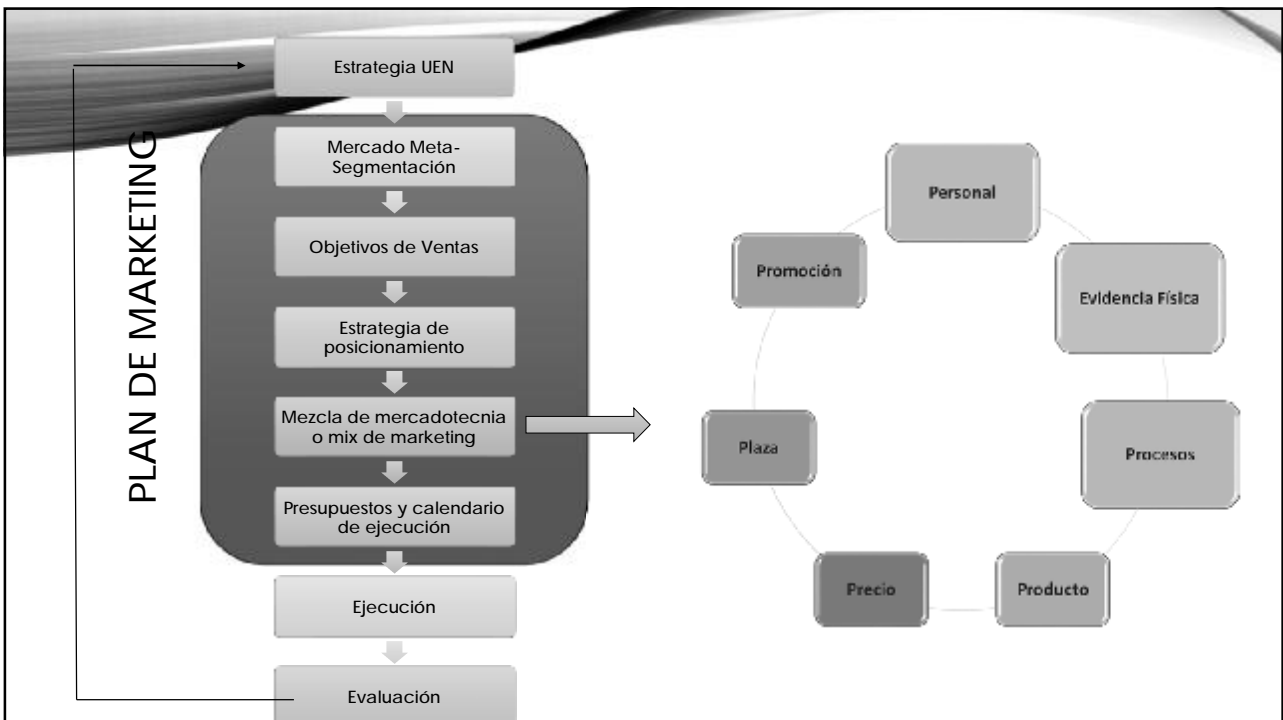 PLAN DE MARKETING
Estrategia UEN
Mercado Meta-
Segmentación
Objetivos de Ventas
Estrategia de
posicionamiento
Mezcla de mercadotecnia
o mix de marketing
Presupuestos y calendario
de ejecución
Ejecución
Evaluación
Personal
Evidencia Física
Procesos
Producto
Precio
Plaza
Promoción